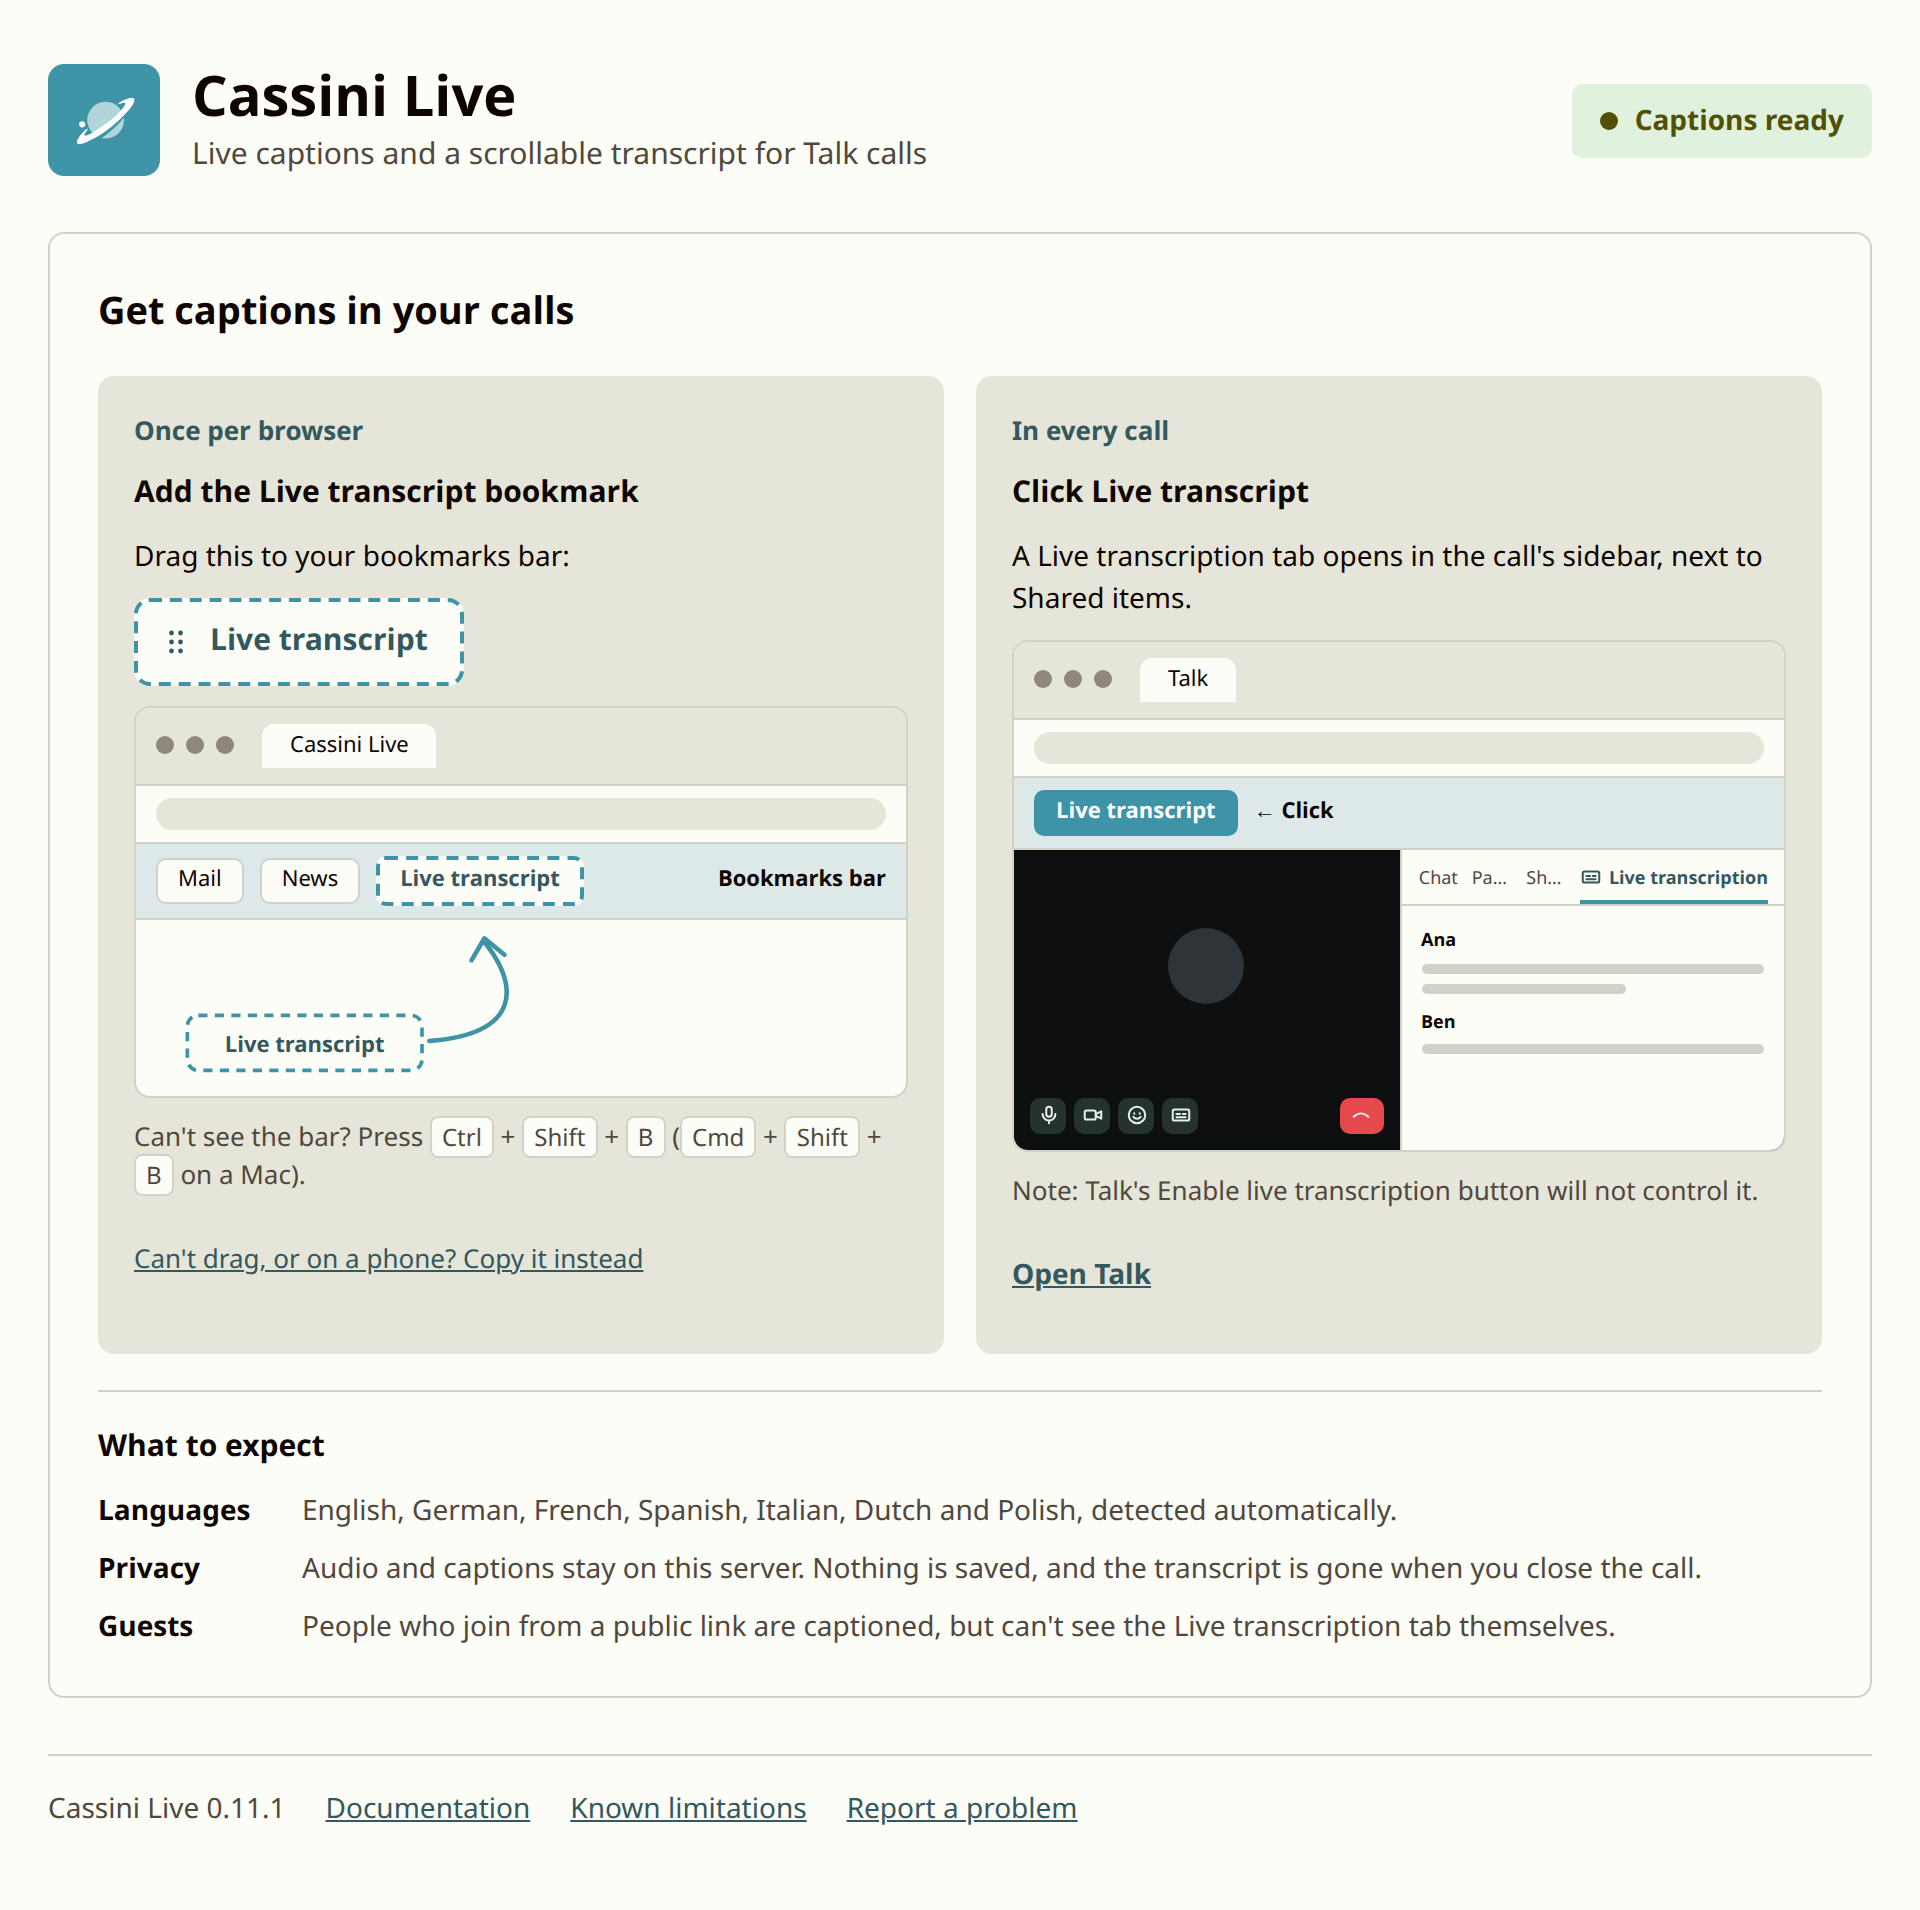 Cassini Live
Live captions and a scrollable transcript for Talk calls
Captions ready
Get captions in your calls
Once per browser
Add the Live transcript bookmark
Drag this to your bookmarks bar:
Live transcript
Cassini Live
Mail
News
Live transcript
Bookmarks bar
Live transcript
Can't see the bar? Press Ctrl + Shift + B (Cmd + Shift +
B on a Mac).
Can't drag, or on a phone? Copy it instead
In every call
Click Live transcript
A Live transcription tab opens in the call's sidebar, next to
Shared items.
Talk
Live transcript ← Click
Chat Pa... Sh... Live transcription
Ana
Ben
Note: Talk's Enable live transcription button will not control it.
Open Talk
What to expect
Languages English, German, French, Spanish, Italian, Dutch and Polish, detected automatically.
Privacy Audio and captions stay on this server. Nothing is saved, and the transcript is gone when you close the call.
Guests People who join from a public link are captioned, but can't see the Live transcription tab themselves.
Cassini Live 0.11.1 Documentation Known limitations Report a problem